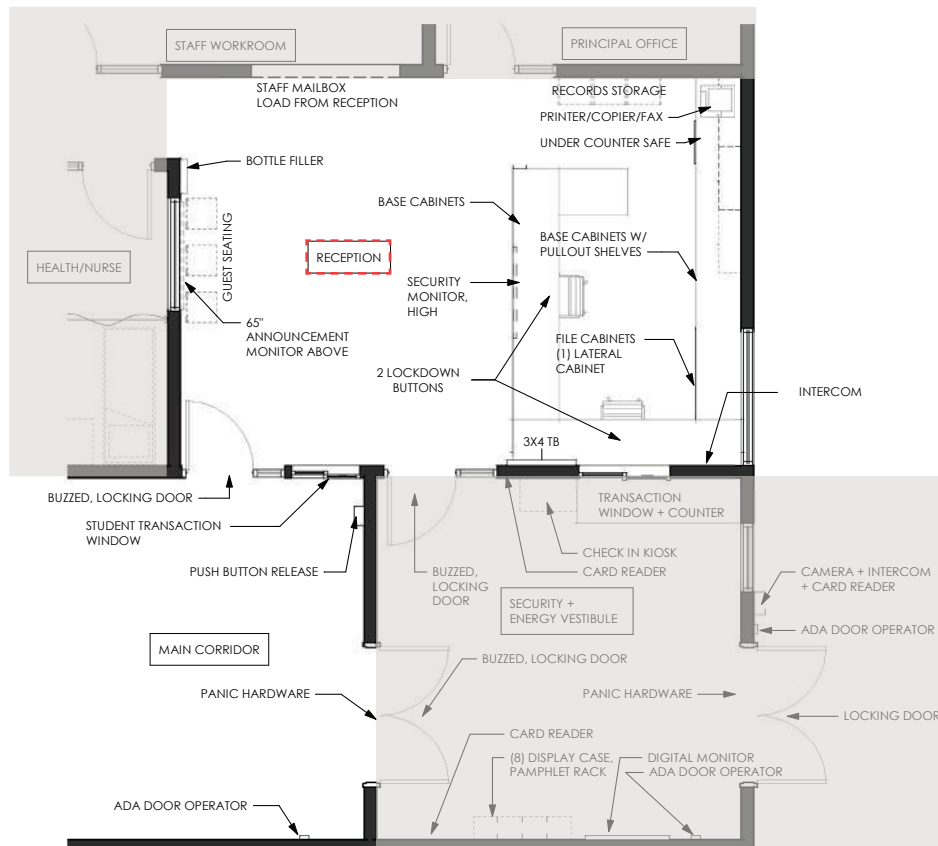 STAFF WORKROOM
PRINCIPAL OFFICE
STAFF MAILBOX
LOAD FROM RECEPTION
RECORDS STORAGE
PRINTER/COPIER/FAX
UNDER COUNTER SAFE
BOTTLE FILLER
BASE CABINETS
GUEST SEATING
HEALTH/NURSE
RECEPTION
BASE CABINETS W/
PULLOUT SHELVES
SECURITY
MONITOR,
HIGH
65"
ANNOUNCEMENT
MONITOR ABOVE
FILE CABINETS
(1) LATERAL
CABINET
2 LOCKDOWN
BUTTONS
INTERCOM
3X4 TB
BUZZED, LOCKING DOOR
STUDENT TRANSACTION
WINDOW
TRANSACTION
WINDOW + COUNTER
PUSH BUTTON RELEASE
BUZZED,
LOCKING
DOOR
CHECK IN KIOSK
CARD READER
CAMERA + INTERCOM
+ CARD READER
SECURITY +
ENERGY VESTIBULE
ADA DOOR OPERATOR
MAIN CORRIDOR
BUZZED, LOCKING DOOR
PANIC HARDWARE
PANIC HARDWARE
LOCKING DOOR
CARD READER
(8) DISPLAY CASE,
PAMPHLET RACK
DIGITAL MONITOR
ADA DOOR OPERATOR
ADA DOOR OPERATOR